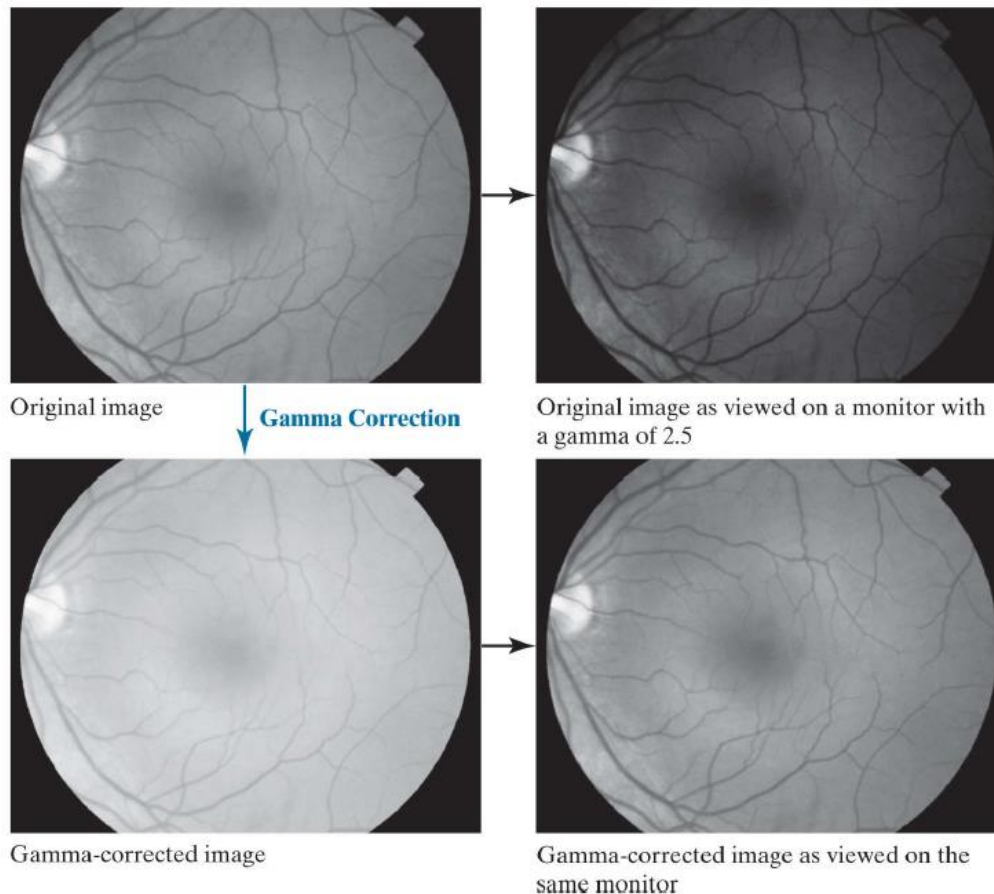 Original image
Gamma Correction
Original image as viewed on a monitor with
a gamma of 2.5
Gamma-corrected image
Gamma-corrected image as viewed on the
same monitor